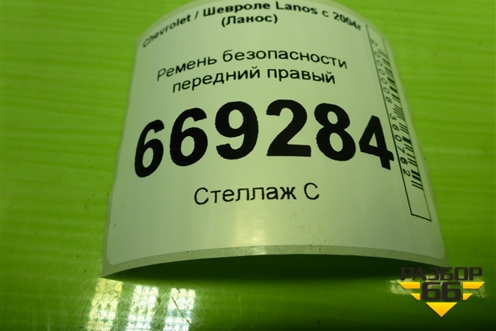 Chevrolet / Шевроле Lanos с 2004г
(Ланос)
Ремень безопасности
передний правый
669284
Стеллаж С
РАЗБОР
66